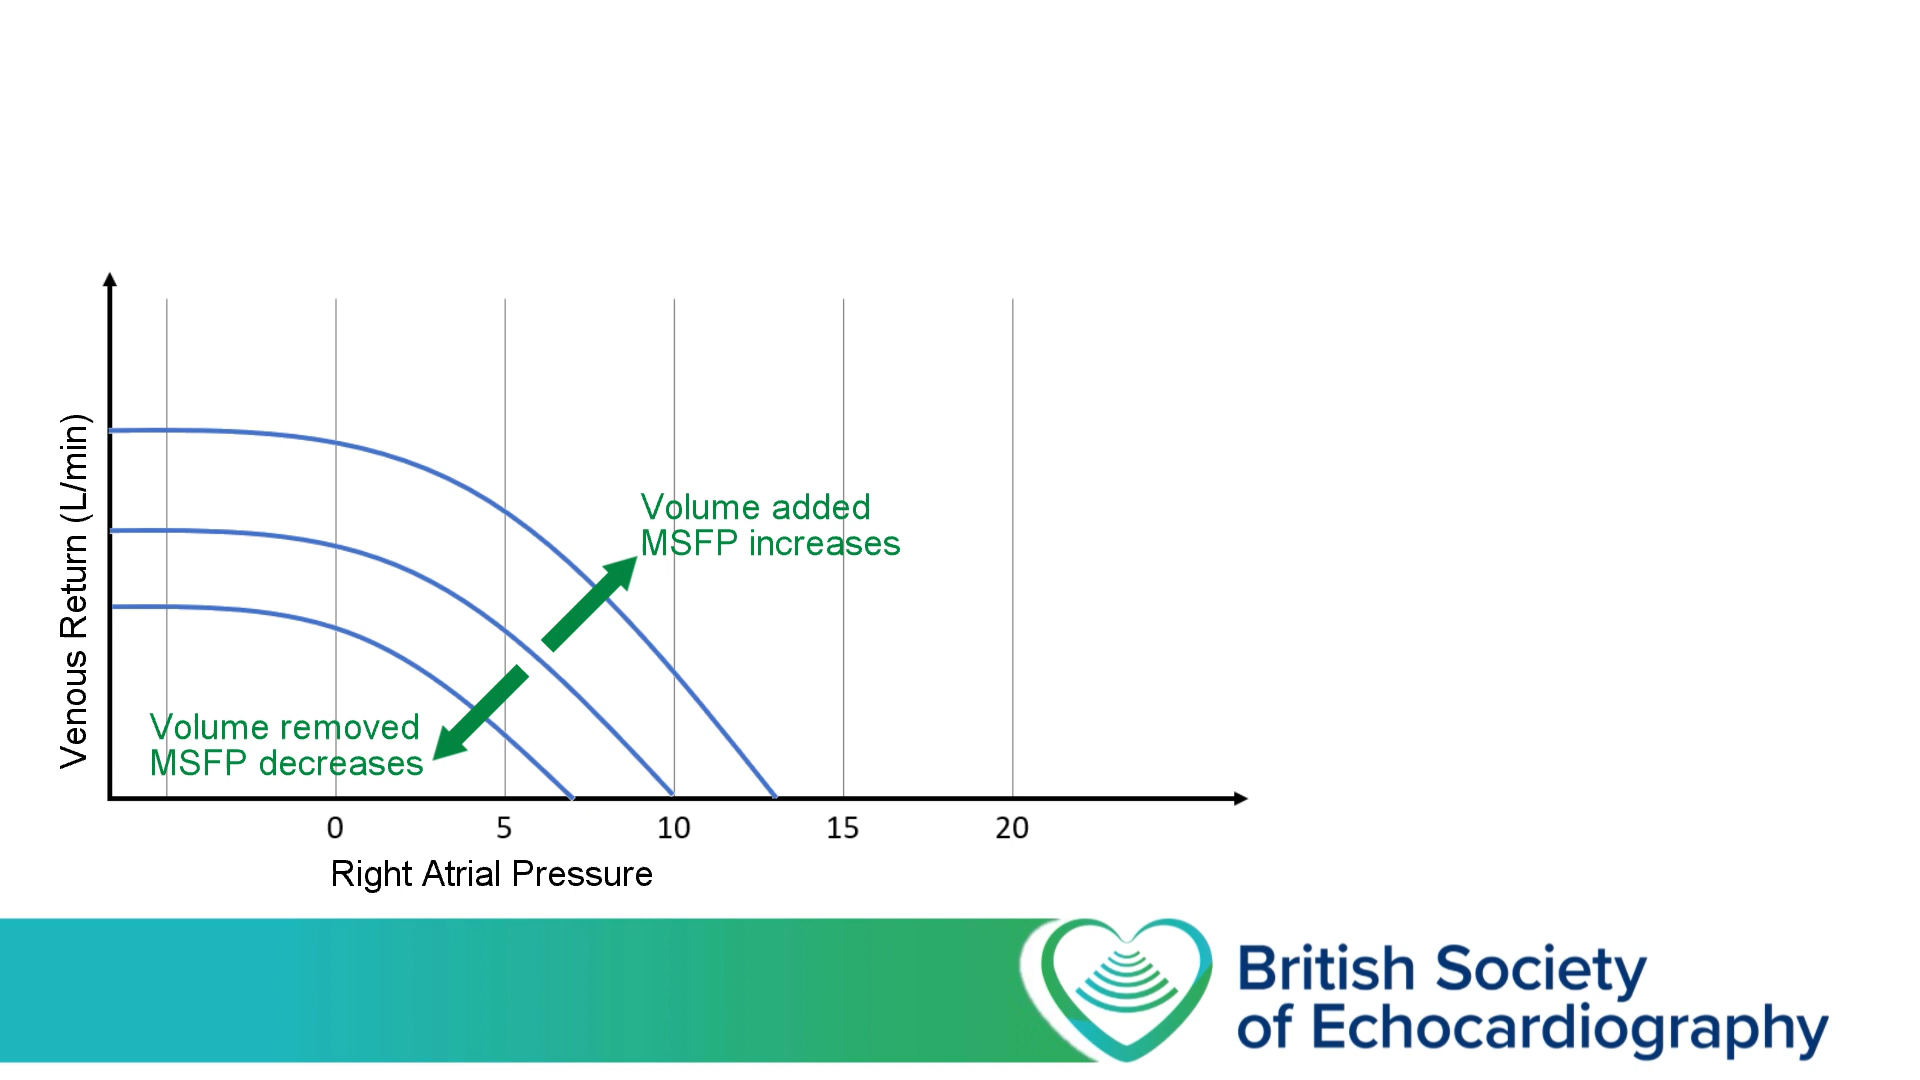 Venous Return (L/min)
Volume added
MSFP increases
Volume removed
MSFP decreases
0 5 10 15 20
Right Atrial Pressure
British Society
of Echocardiography